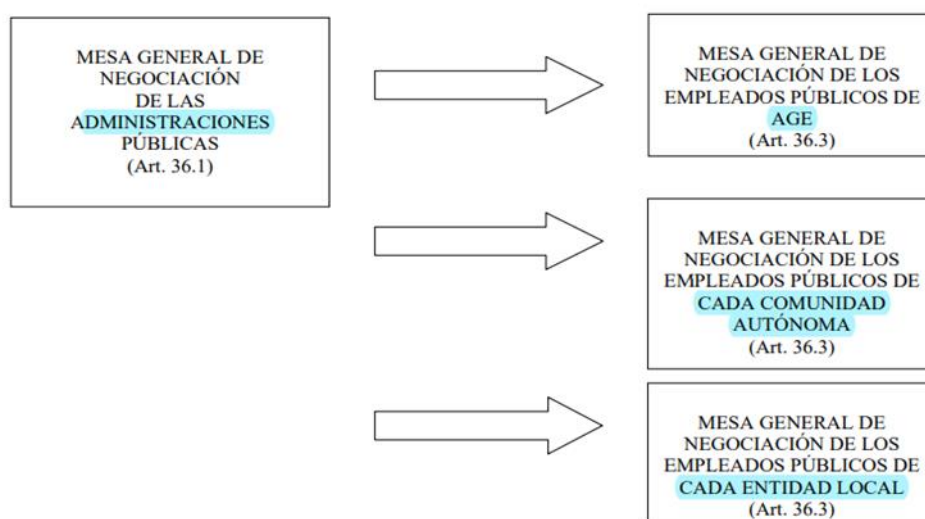 MESA GENERAL DE
NEGOCIACIÓN
DE LAS
ADMINISTRACIONES
PÚBLICAS
(Art. 36.1)
MESA GENERAL DE
NEGOCIACIÓN DE LOS
EMPLEADOS PÚBLICOS DE
AGE
(Art. 36.3)
MESA GENERAL DE
NEGOCIACIÓN DE LOS
EMPLEADOS PÚBLICOS DE
CADA COMUNIDAD
AUTÓNOMA
(Art. 36.3)
MESA GENERAL DE
NEGOCIACIÓN DE LOS
EMPLEADOS PÚBLICOS DE
CADA ENTIDAD LOCAL
(Art. 36.3)